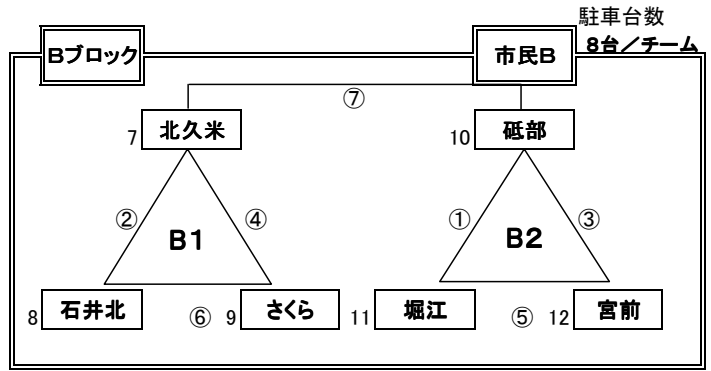 駐車台数
8台／チーム
Bブロック
市民B
⑦
7 北久米
10 砥部
② ④
① ③
B1
B2
8 石井北
⑥
9 さくら
11 堀江
⑤
12 宮前